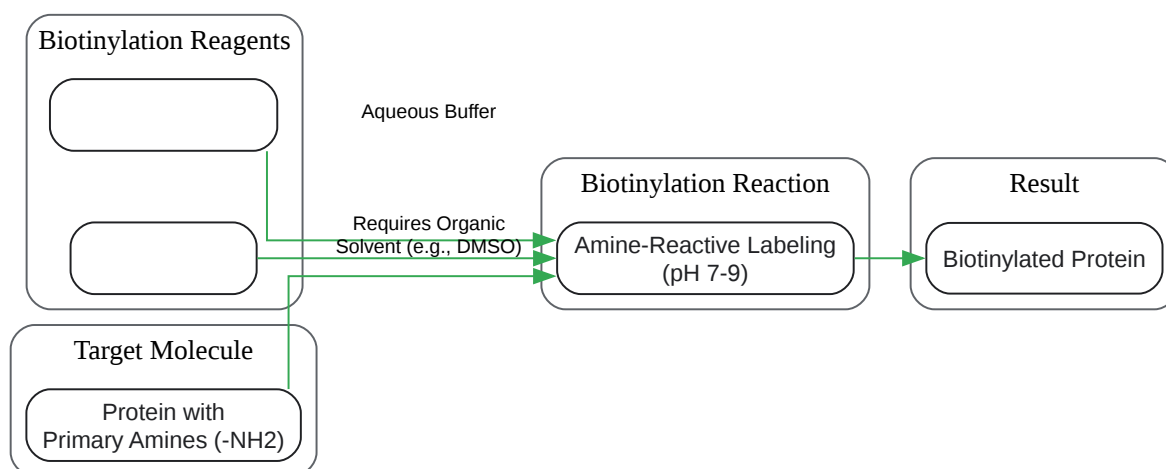 Biotinylation Reagents
Aqueous Buffer
Requires Organic
Solvent (e.g., DMSO)
Target Molecule
Protein with
Primary Amines (-NH2)
Biotinylation Reaction
Amine-Reactive Labeling
(pH 7-9)
Result
Biotinylated Protein